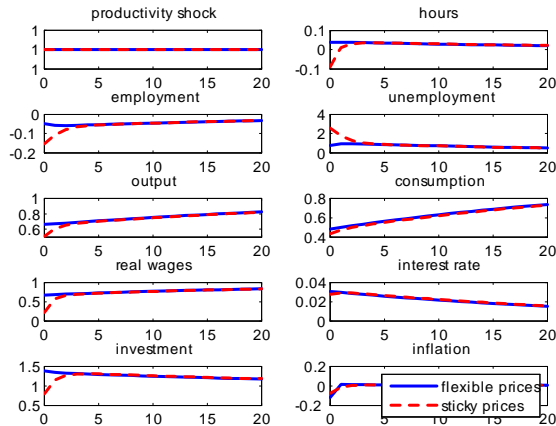 productivity shock
1
1
1
0 5 10 15 20
hours
0.1
0
-0.1
0 5 10 15 20
employment
0
-0.1
-0.2
0 5 10 15 20
unemployment
4
2
0
0 5 10 15 20
output
1
0.8
0.6
0 5 10 15 20
consumption
0.8
0.6
0.4
0 5 10 15 20
real wages
1
0.5
0
0 5 10 15 20
interest rate
0.04
0.02
0
0 5 10 15 20
investment
1.5
1
0.5
0 5 10 15 20
inflation
0.2
0
-0.2
0 5 10 15 20
flexible prices
sticky prices